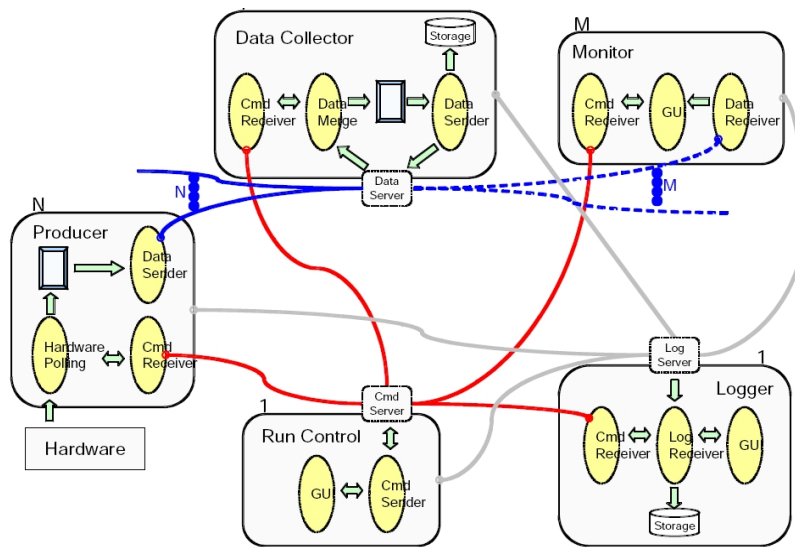 M
Data Collector
Storage
Monitor
Cmd
Receiver
Data
Merge
Data
Sender
Cmd
Receiver
GUI
Data
Receiver
Data
Server
N
M
N
Producer
Data
Sender
Hardware
Polling
Cmd
Receiver
Log
Server
1
Hardware
1
Cmd
Server
Run Control
GUI
Cmd
Sender
Logger
Cmd
Receiver
Log
Receiver
GUI
Storage